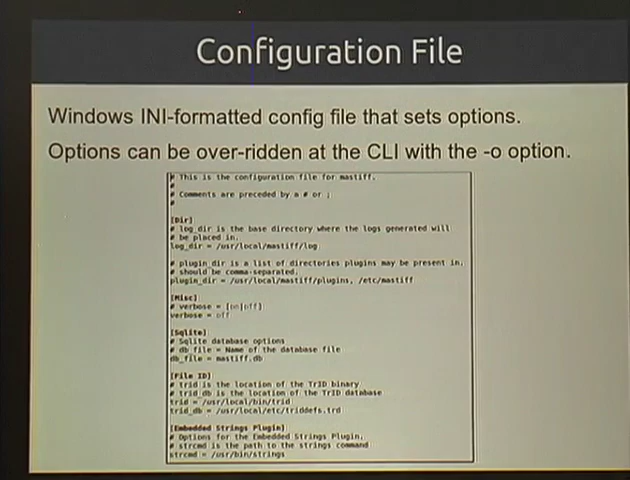 Configuration File
Windows INI-formatted config file that sets options.
Options can be over-ridden at the CLI with the -o option.
# This is the configuration file for mastiff.
#
# Comments are preceded by a # or ;
#
[Dir]
# log_dir is the base directory where the logs generated will
# be placed in.
log_dir = /usr/local/mastiff/log
# plugin_dir is a list of directories plugins may be present in.
# should be comma-separated.
plugin_dir = /usr/local/mastiff/plugins, /etc/mastiff
[Misc]
# verbose = [on|off]
verbose = off
[Sqlite]
# Sqlite database options
# db_file = Name of the database file
db_file = mastiff.db
[File ID]
# trid is the location of the TrID binary
# trid_db is the location of the TrID database
trid = /usr/local/bin/trid
trid_db = /usr/local/etc/triddefs.trd
[Embedded Strings Plugin]
# Options for the Embedded Strings Plugin.
# strcmd is the path to the strings command
strcmd = /usr/bin/strings